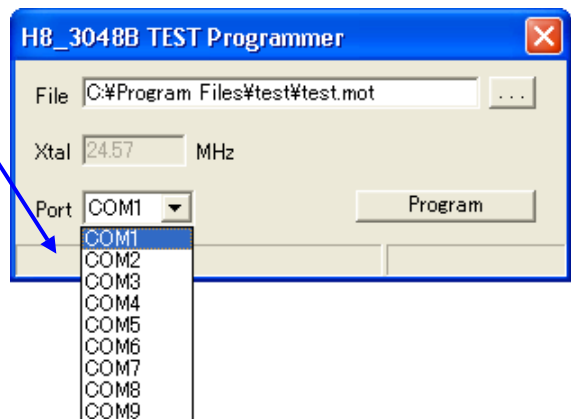 H8_3048B TEST Programmer
File C:¥Program Files¥test¥test.mot ...
Xtal 24.57 MHz
Port COM1 Program
COM1
COM2
COM3
COM4
COM5
COM6
COM7
COM8
COM9